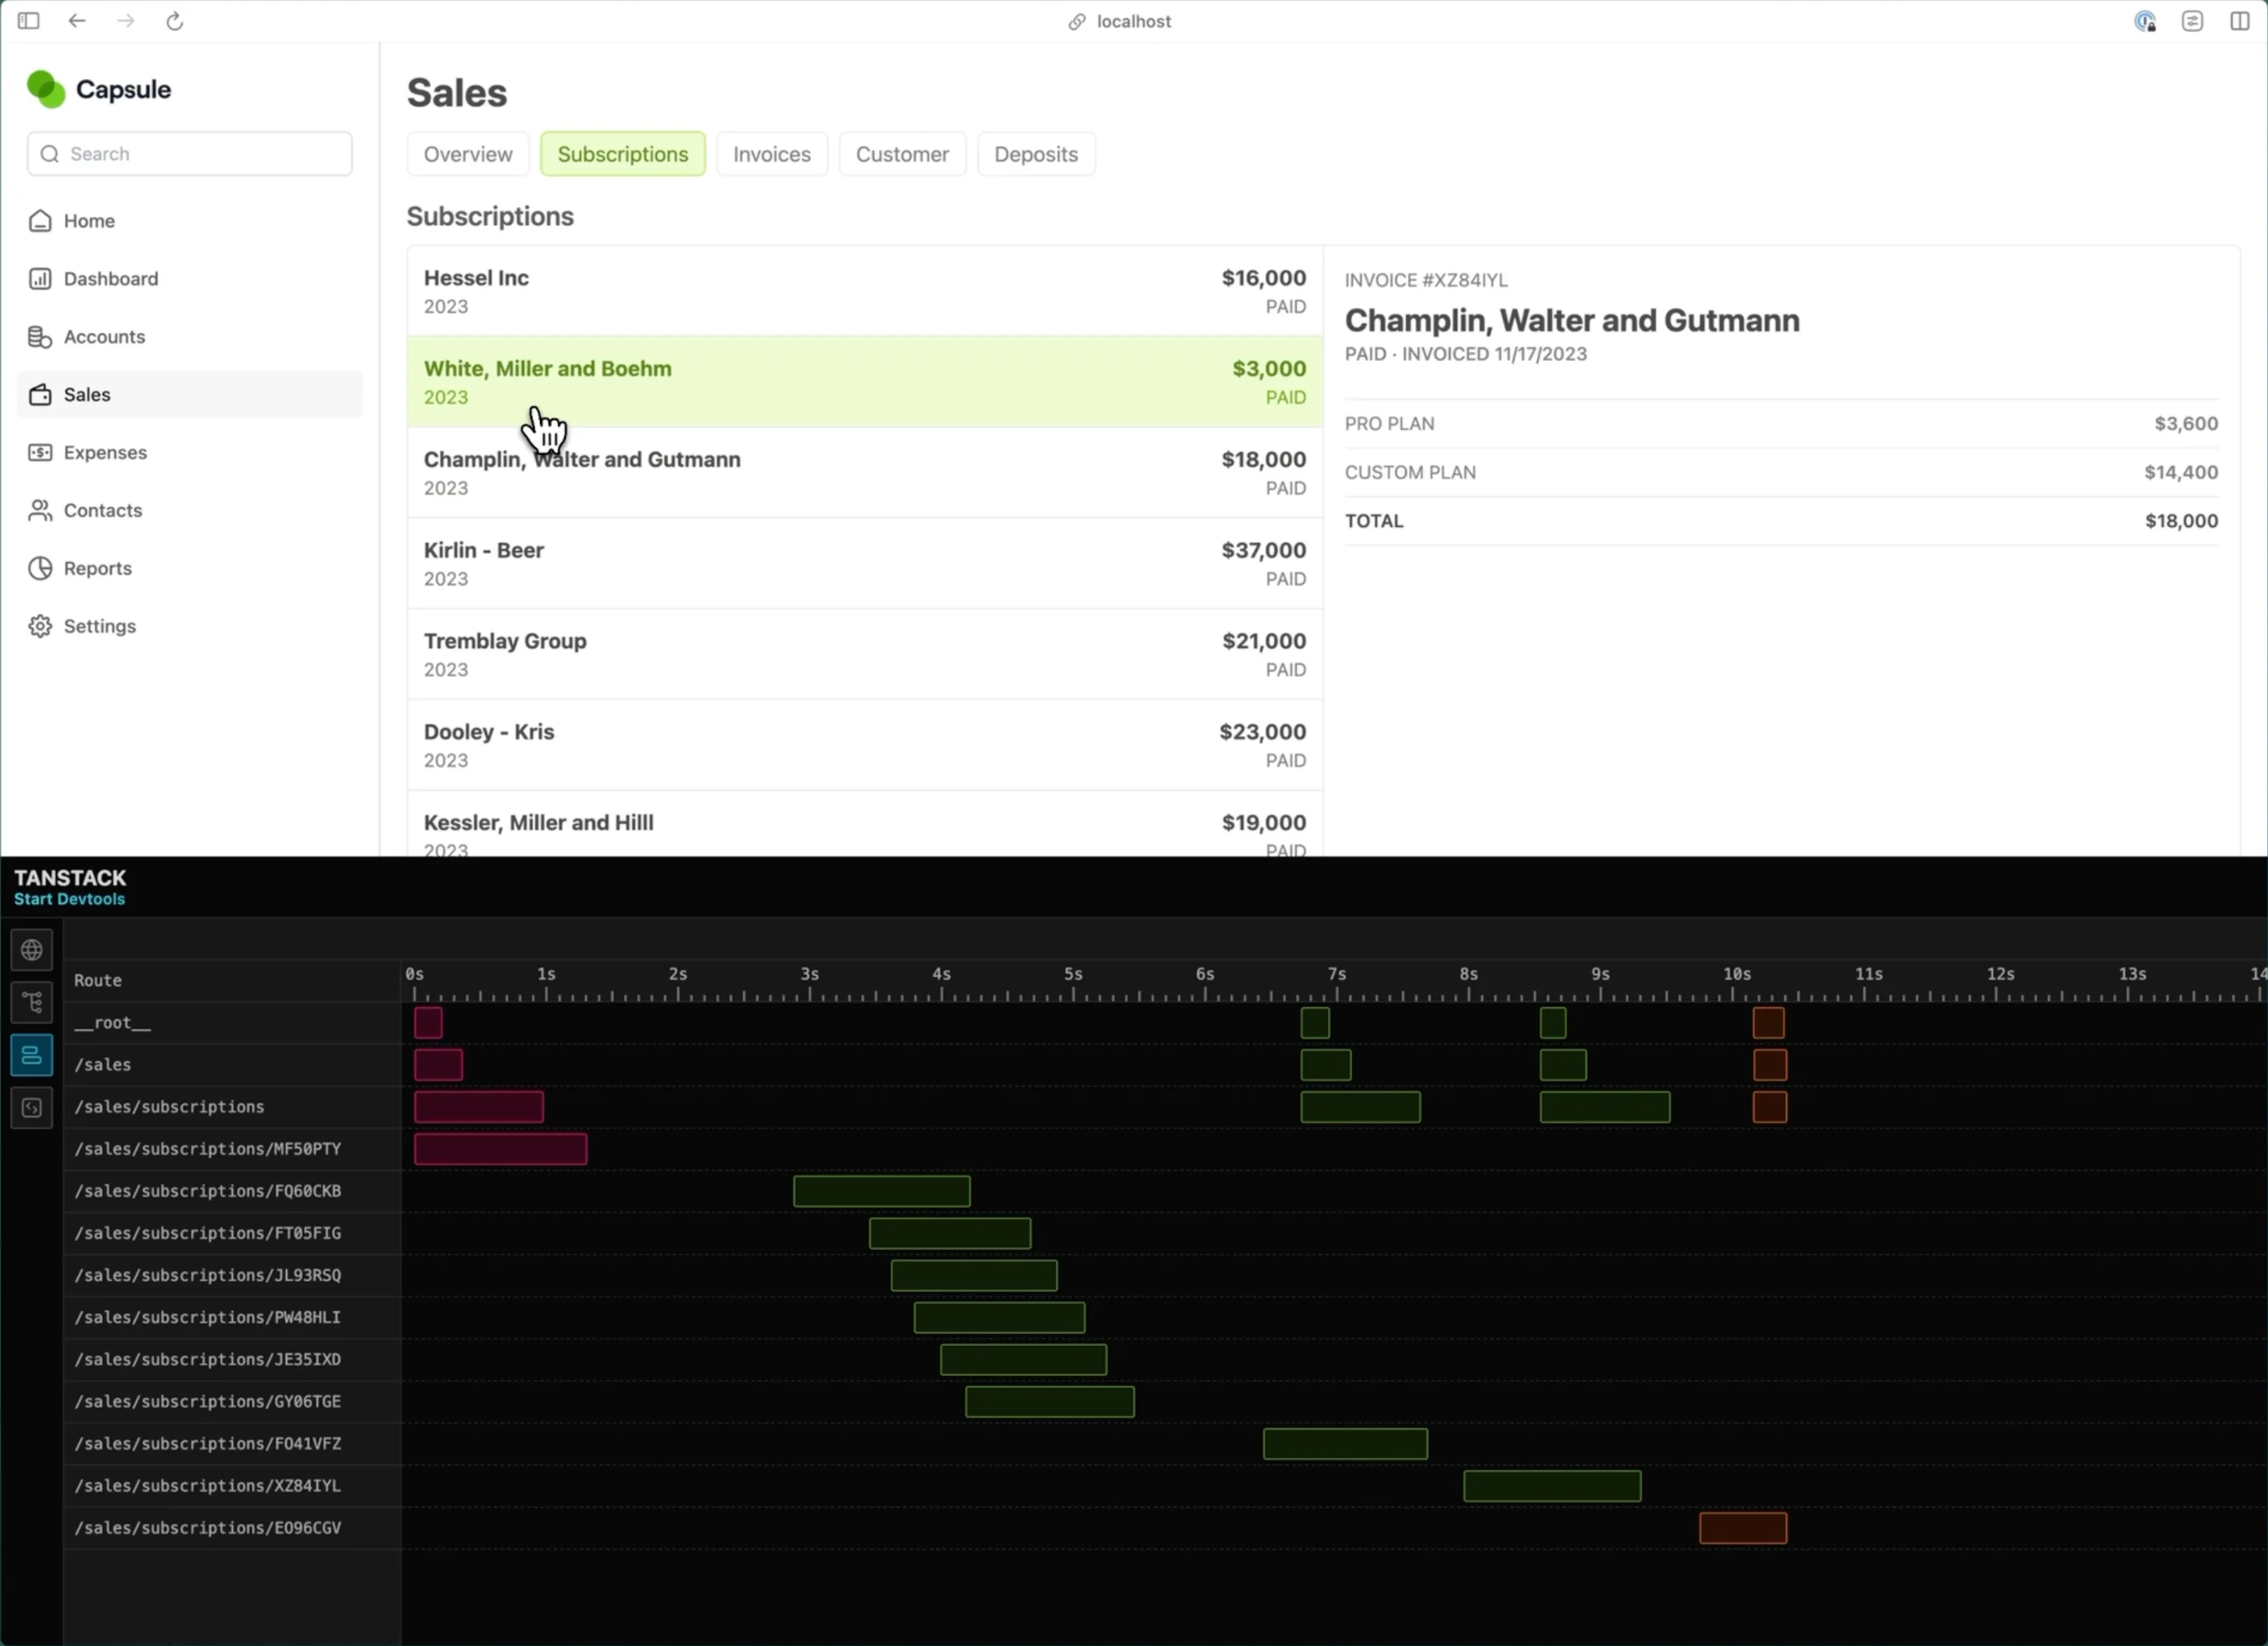 localhost
Capsule
Search
Home
Dashboard
Accounts
Sales
Expenses
Contacts
Reports
Settings
Sales
Overview
Subscriptions
Invoices
Customer
Deposits
Subscriptions
Hessel Inc $16,000
2023 PAID
White, Miller and Boehm $3,000
2023 PAID
Champlin, Walter and Gutmann $18,000
2023 PAID
Kirlin - Beer $37,000
2023 PAID
Tremblay Group $21,000
2023 PAID
Dooley - Kris $23,000
2023 PAID
Kessler, Miller and Hilll $19,000
2023 PAID
INVOICE #XZ84IYL
Champlin, Walter and Gutmann
PAID · INVOICED 11/17/2023
PRO PLAN $3,600
CUSTOM PLAN $14,400
TOTAL $18,000
TANSTACK
Start Devtools
Route 0s 1s 2s 3s 4s 5s 6s 7s 8s 9s 10s 11s 12s 13s 14
__root__
/sales
/sales/subscriptions
/sales/subscriptions/MF50PTY
/sales/subscriptions/FQ60CKB
/sales/subscriptions/FT05FIG
/sales/subscriptions/JL93RSQ
/sales/subscriptions/PW48HLI
/sales/subscriptions/JE35IXD
/sales/subscriptions/GY06TGE
/sales/subscriptions/FO41VFZ
/sales/subscriptions/XZ84IYL
/sales/subscriptions/EO96CGV